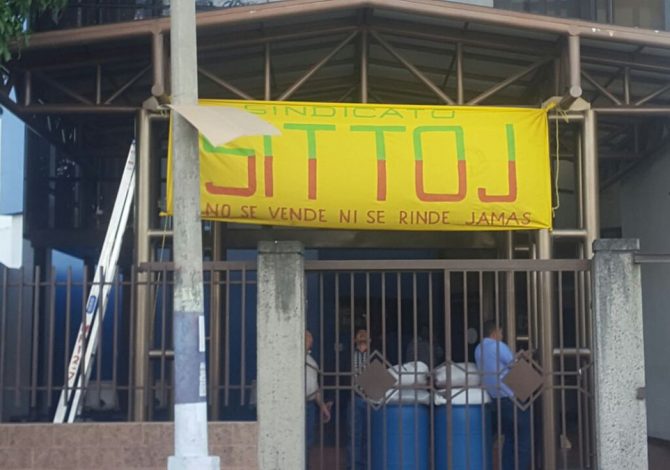 SINDICATO
SITTOJ
NO SE VENDE NI SE RINDE JAMAS